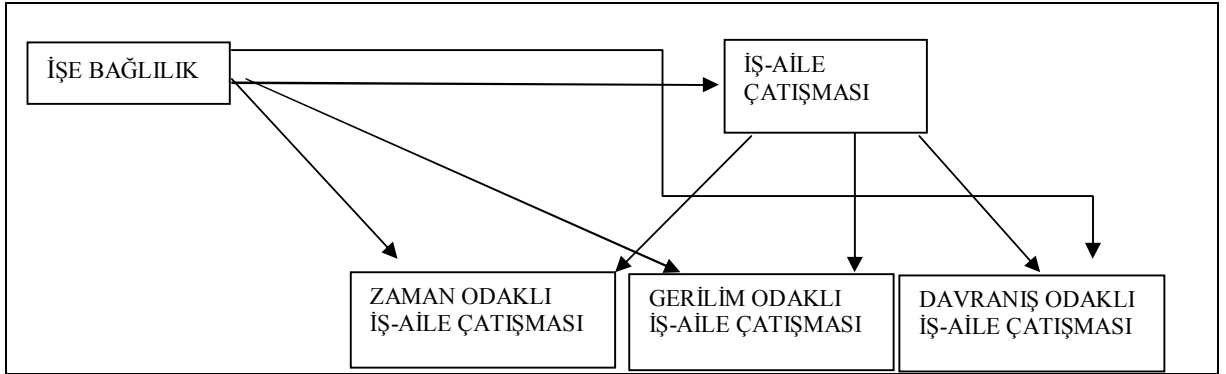 İŞE BAĞLILIK
İŞ-AİLE
ÇATIŞMASI
ZAMAN ODAKLI
İŞ-AİLE ÇATIŞMASI
GERİLİM ODAKLI
İŞ-AİLE ÇATIŞMASI
DAVRANIŞ ODAKLI
İŞ-AİLE ÇATIŞMASI